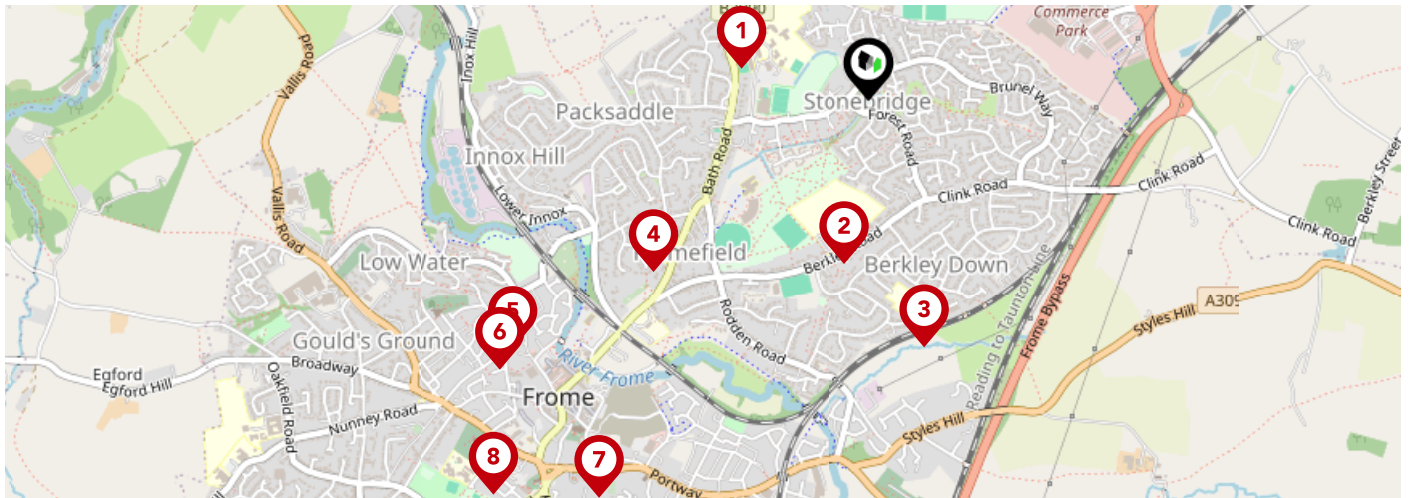 Commerce
Park
1
Inox Hill
Vallis Road
Stonebridge
Brunel Way
Packsaddle
Forest Road
Bath Road
Innox Hill
Clink Road
Clink Road
Berkley Street
Lower Innox
Vallis Road
2
4
Clink Road
Low Water
Berkley Down
Reading to Taunton Line
Frome Bypass
A309
3
5
6
Rodden Road
Styles Hill
Gould's Ground
River Frome
Broadway
Egford
Egford Hill
Oakfield Road
Frome
Nunney Road
Styles Hill
8
7
Portway